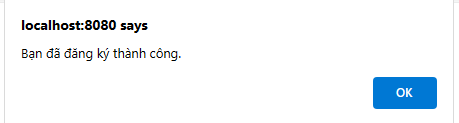 localhost:8080 says
Bạn đã đăng ký thành công.
OK